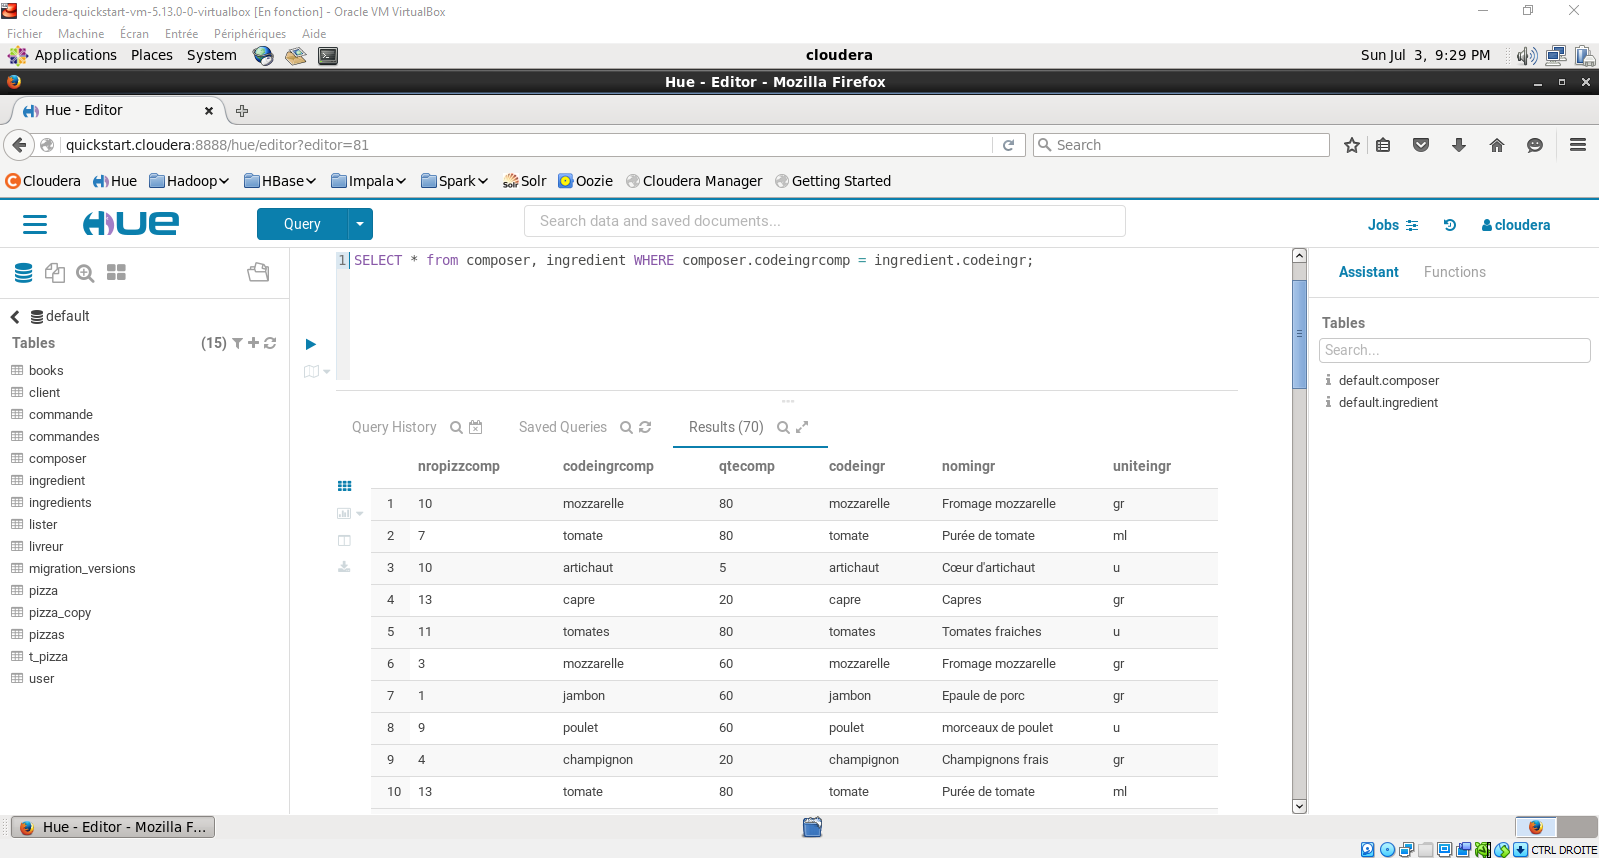 cloudera-quickstart-vm-5.13.0-0-virtualbox [En fonction] - Oracle VM VirtualBox
Fichier Machine Écran Entrée Périphériques Aide
Applications Places System cloudera Sun Jul 3, 9:29 PM
Hue - Editor - Mozilla Firefox
Hue - Editor
quickstart.cloudera:8888/hue/editor?editor=81 Search
Cloudera Hue Hadoop HBase Impala Spark Solr Oozie Cloudera Manager Getting Started
HUE Query Search data and saved documents... Jobs cloudera
1 SELECT * from composer, ingredient WHERE composer.codeingrcomp = ingredient.codeingr;
Assistant Functions
default
Tables (15)
books
client
commande
commandes
composer
ingredient
ingredients
lister
livreur
migration_versions
pizza
pizza_copy
pizzas
t_pizza
user
Tables
Search...
default.composer
default.ingredient
Query History Saved Queries Results (70)
nropizzcomp codeingrcomp qtecomp codeingr nomingr uniteingr
1 10 mozzarelle 80 mozzarelle Fromage mozzarelle gr
2 7 tomate 80 tomate Purée de tomate ml
3 10 artichaut 5 artichaut Cœur d'artichaut u
4 13 capre 20 capre Capres gr
5 11 tomates 80 tomates Tomates fraiches u
6 3 mozzarelle 60 mozzarelle Fromage mozzarelle gr
7 1 jambon 60 jambon Epaule de porc gr
8 9 poulet 60 poulet morceaux de poulet u
9 4 champignon 20 champignon Champignons frais gr
10 13 tomate 80 tomate Purée de tomate ml
Hue - Editor - Mozilla F...
CTRL DROITE